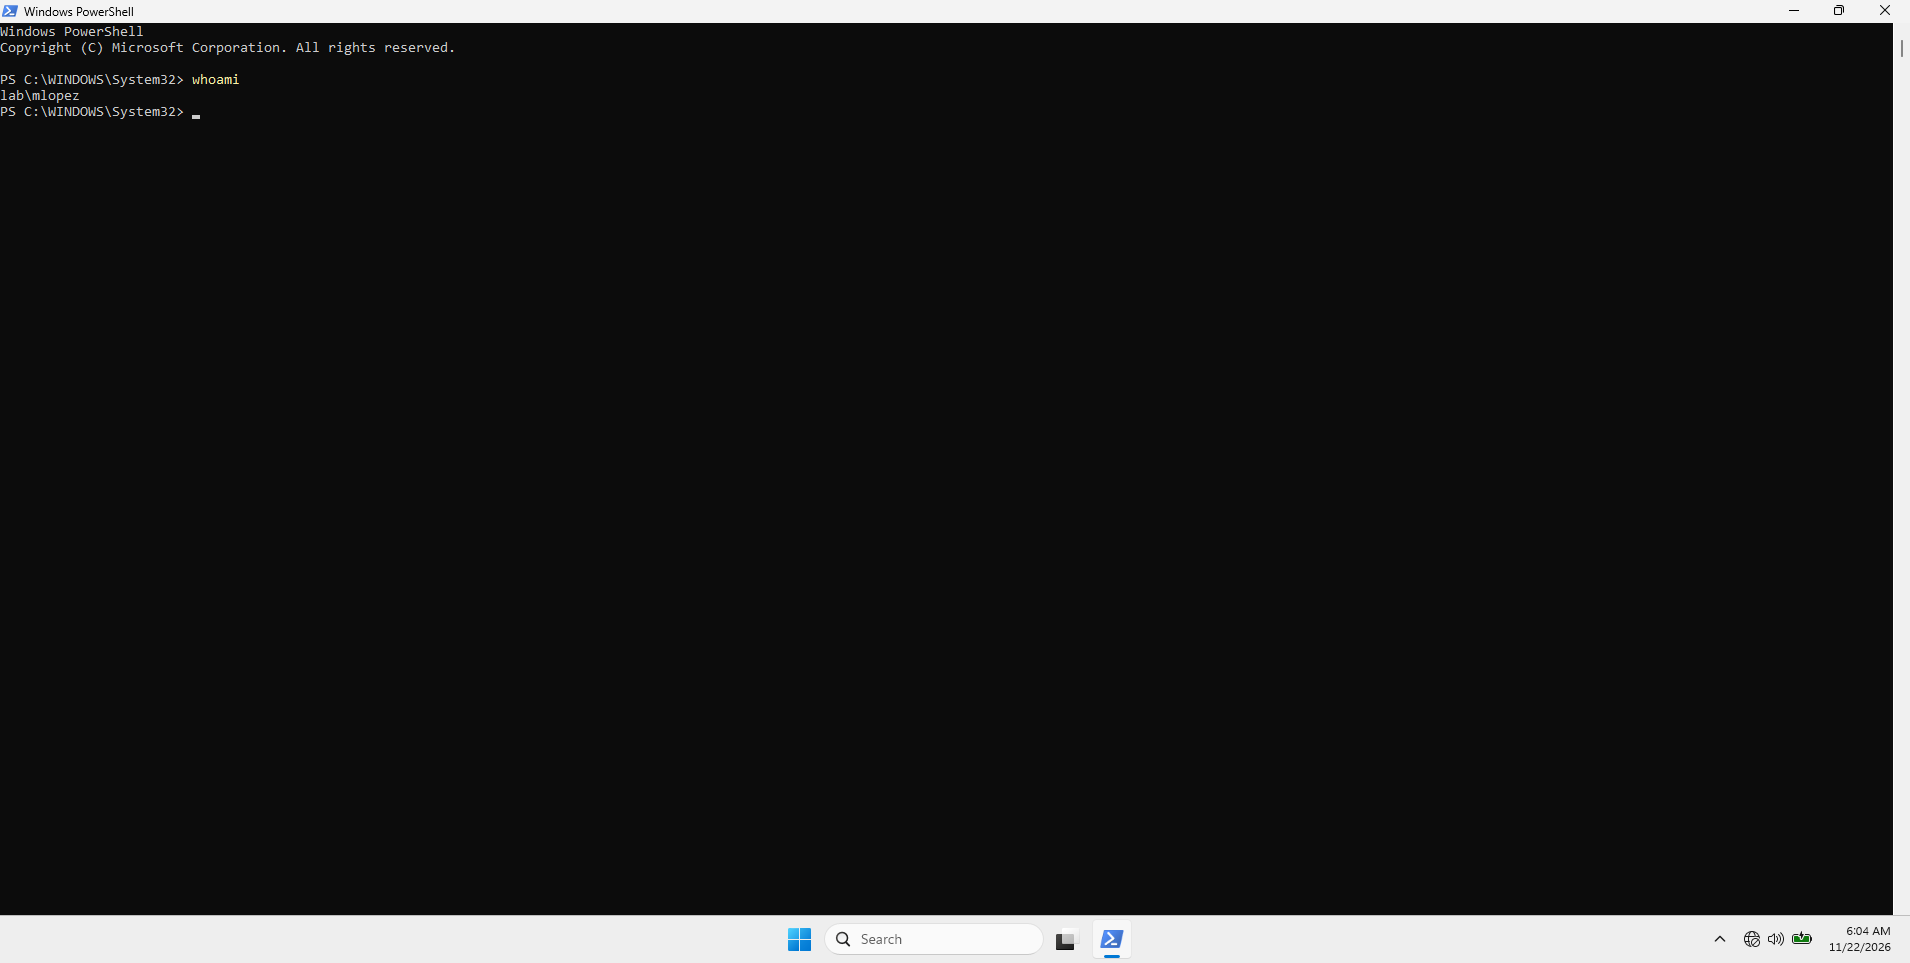 Windows PowerShell
Windows PowerShell
Copyright (C) Microsoft Corporation. All rights reserved.
PS C:\WINDOWS\System32> whoami
lab\mlopez
PS C:\WINDOWS\System32>
Search
6:04 AM
11/22/2026